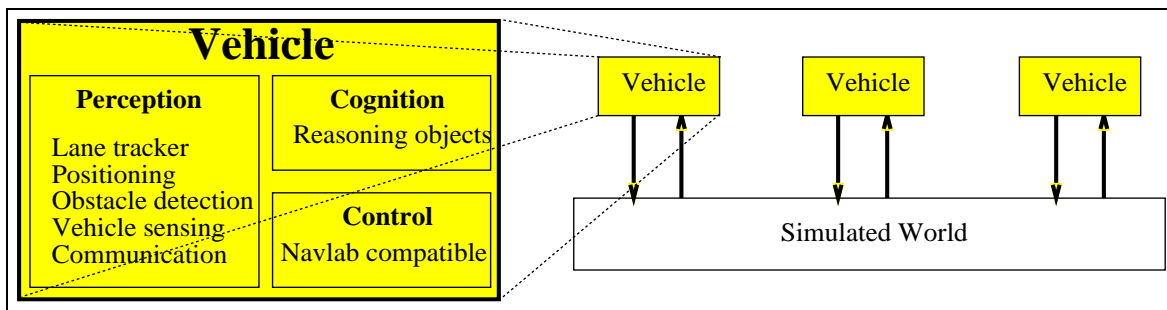 Vehicle
Perception
Lane tracker
Positioning
Obstacle detection
Vehicle sensing
Communication
Cognition
Reasoning objects
Control
Navlab compatible
Vehicle
Vehicle
Vehicle
Simulated World